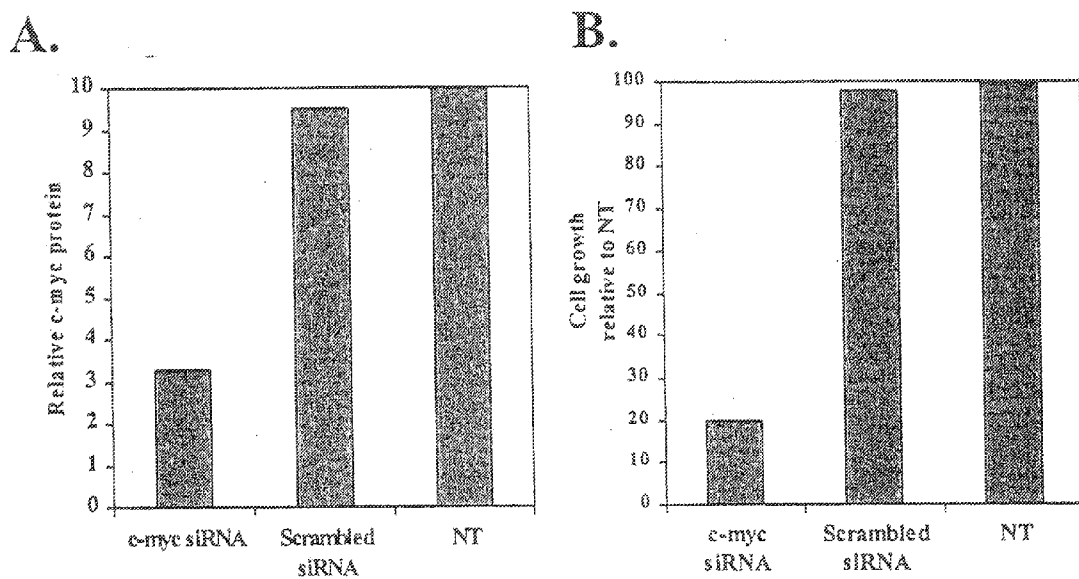 A.
10
9
8
7
6
5
4
3
2
1
0
Relative c-myc protein
c-myc siRNA
Scrambled
siRNA
NT
B.
100
90
80
70
60
50
40
30
20
10
0
Cell growth
relative to NT
c-myc
siRNA
Scrambled
siRNA
NT